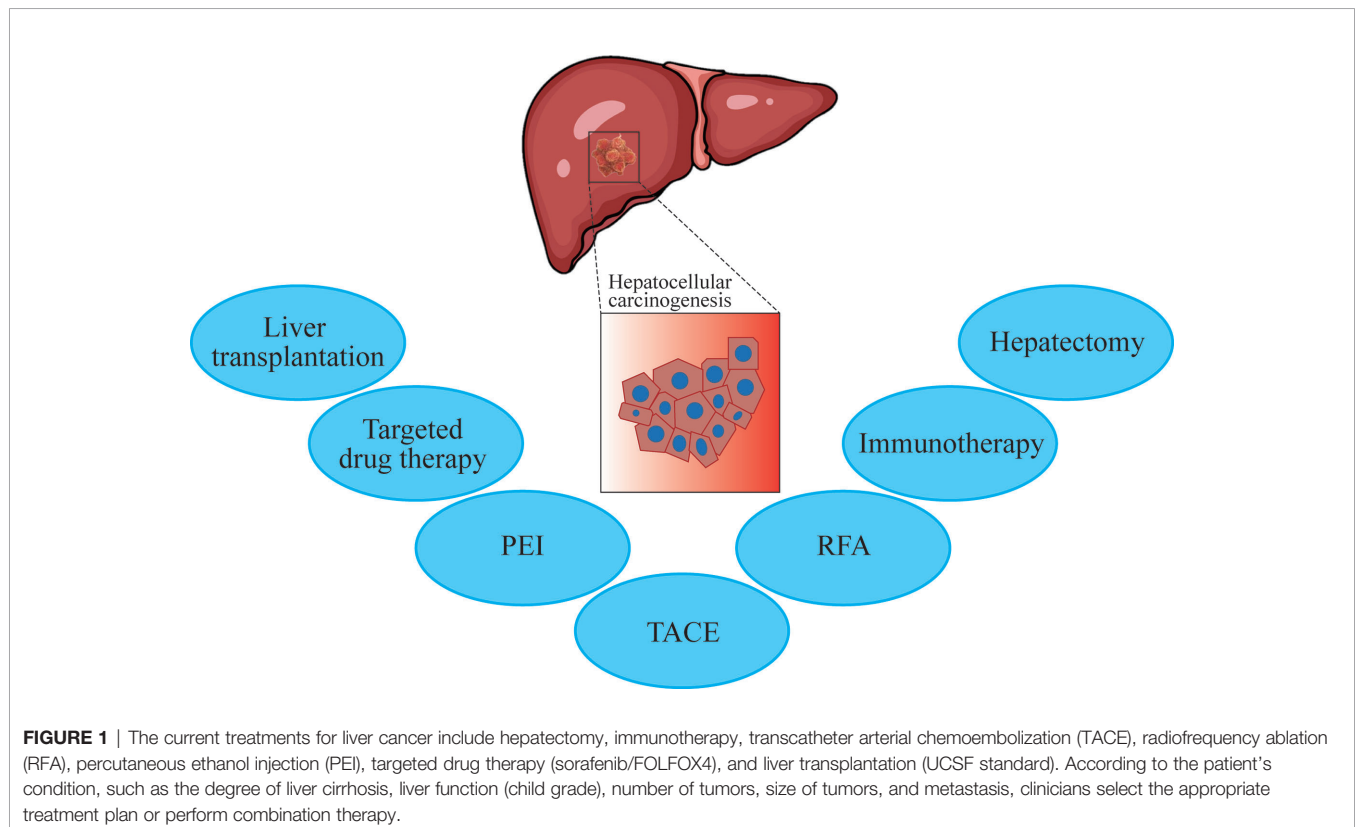 Hepatocellular
carcinogenesis
Liver
transplantation
Targeted
drug therapy
PEI
TACE
RFA
Immunotherapy
Hepatectomy
FIGURE 1 | The current treatments for liver cancer include hepatectomy, immunotherapy, transcatheter arterial chemoembolization (TACE), radiofrequency ablation
(RFA), percutaneous ethanol injection (PEI), targeted drug therapy (sorafenib/FOLFOX4), and liver transplantation (UCSF standard). According to the patient's
condition, such as the degree of liver cirrhosis, liver function (child grade), number of tumors, size of tumors, and metastasis, clinicians select the appropriate
treatment plan or perform combination therapy.